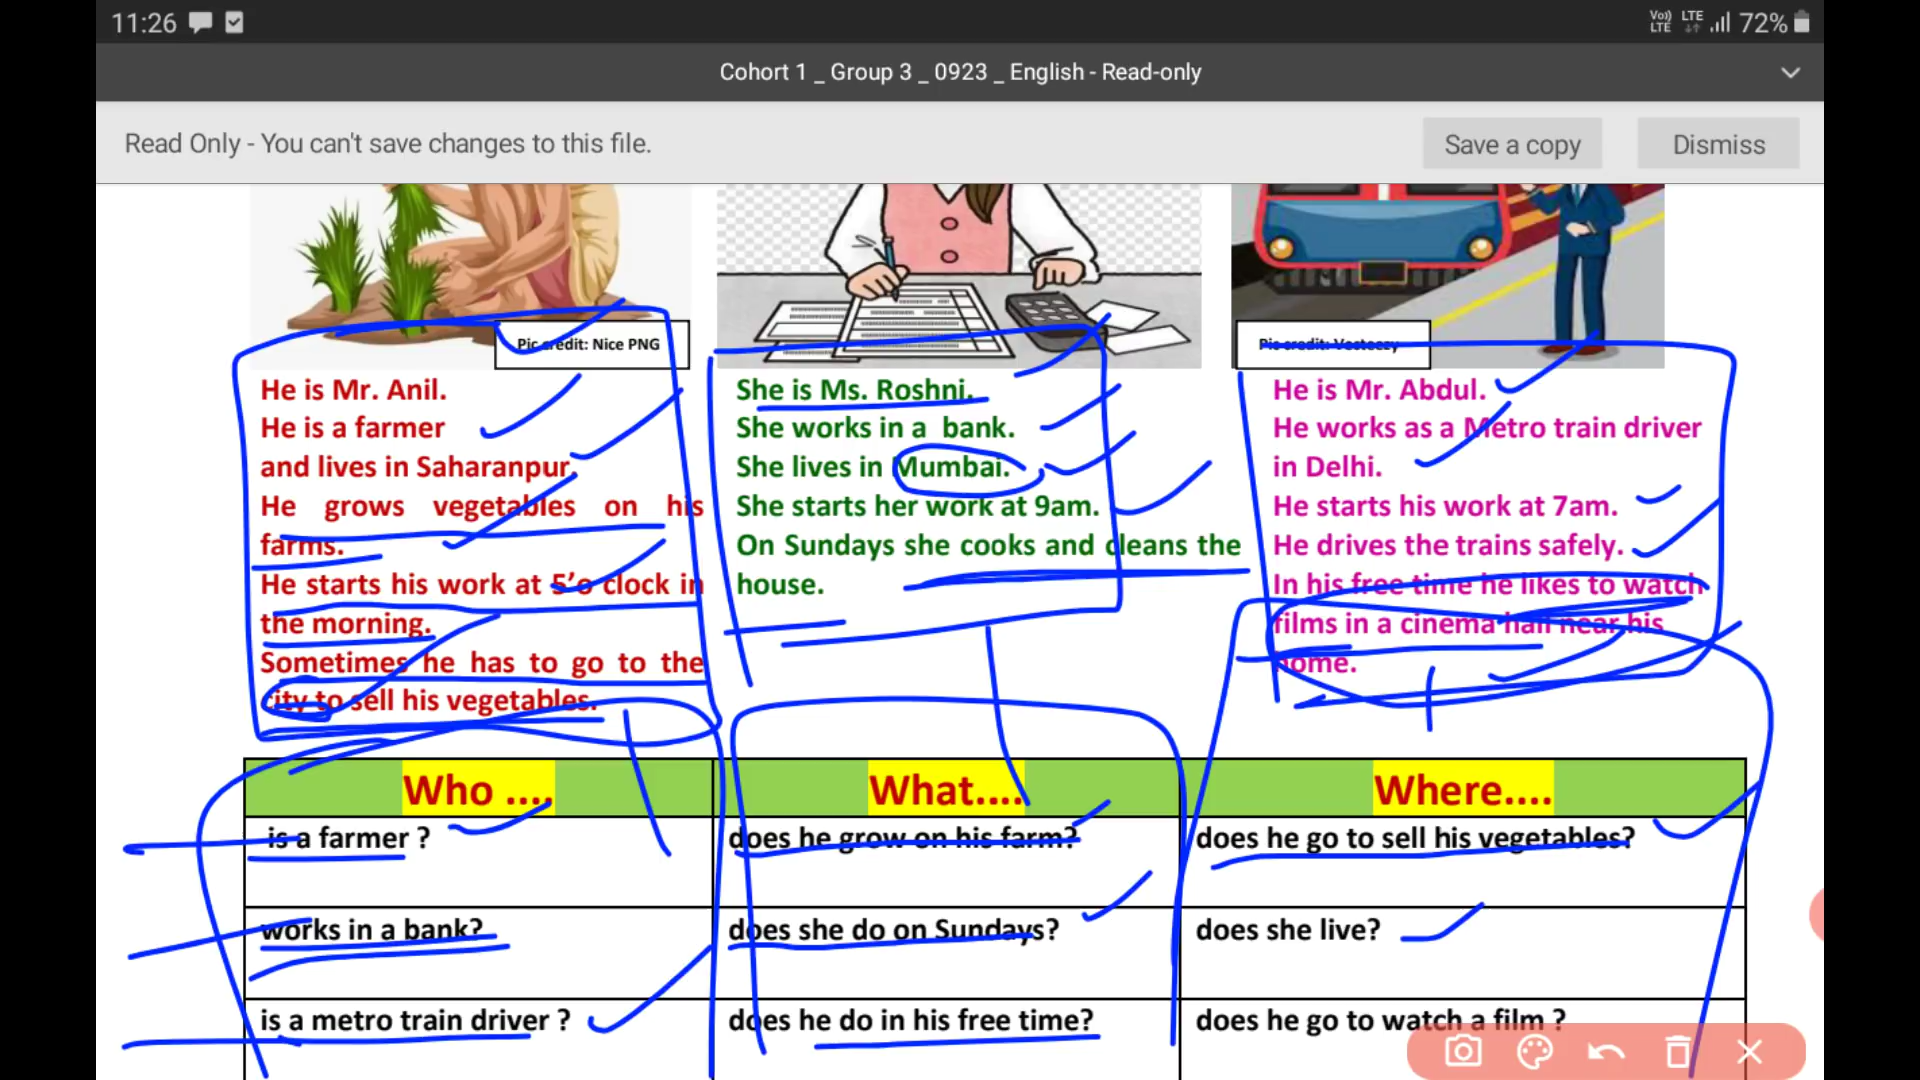 11:26
Vo)) LTE LTE 72%
Cohort 1 _ Group 3 _ 0923 _ English - Read-only
Read Only - You can't save changes to this file.
Save a copy
Dismiss
Pic credit: Nice PNG
He is Mr. Anil.
He is a farmer
and lives in Saharanpur.
He grows vegetables on his
farms.
He starts his work at 5'o clock in
the morning.
Sometimes he has to go to the
city to sell his vegetables.
She is Ms. Roshni.
She works in a bank.
She lives in Mumbai.
She starts her work at 9am.
On Sundays she cooks and cleans the
house.
Pic credit: Vecteezy
He is Mr. Abdul.
He works as a Metro train driver
in Delhi.
He starts his work at 7am.
He drives the trains safely.
In his free time he likes to watch
films in a cinema hall near his
home.
Who ....
What....
Where....
is a farmer ?
does he grow on his farm?
does he go to sell his vegetables?
works in a bank?
does she do on Sundays?
does she live?
is a metro train driver ?
does he do in his free time?
does he go to watch a film ?